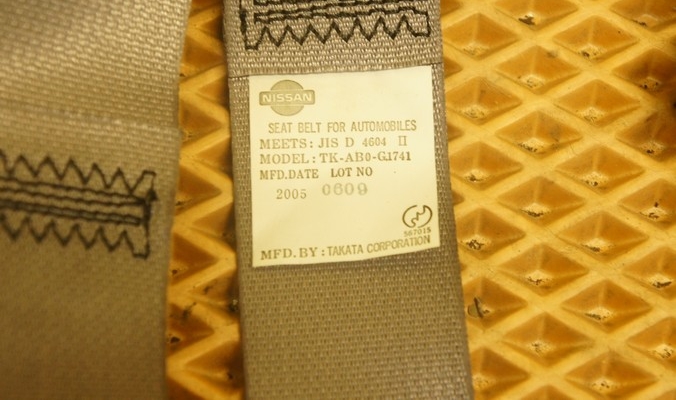 NISSAN
SEAT BELT FOR AUTOMOBILES
MEETS: JIS D 4604 II
MODEL: TK-AB0-G1741
MFD.DATE LOT NO
2005 0609
567015
MFD.BY: TAKATA CORPORATION